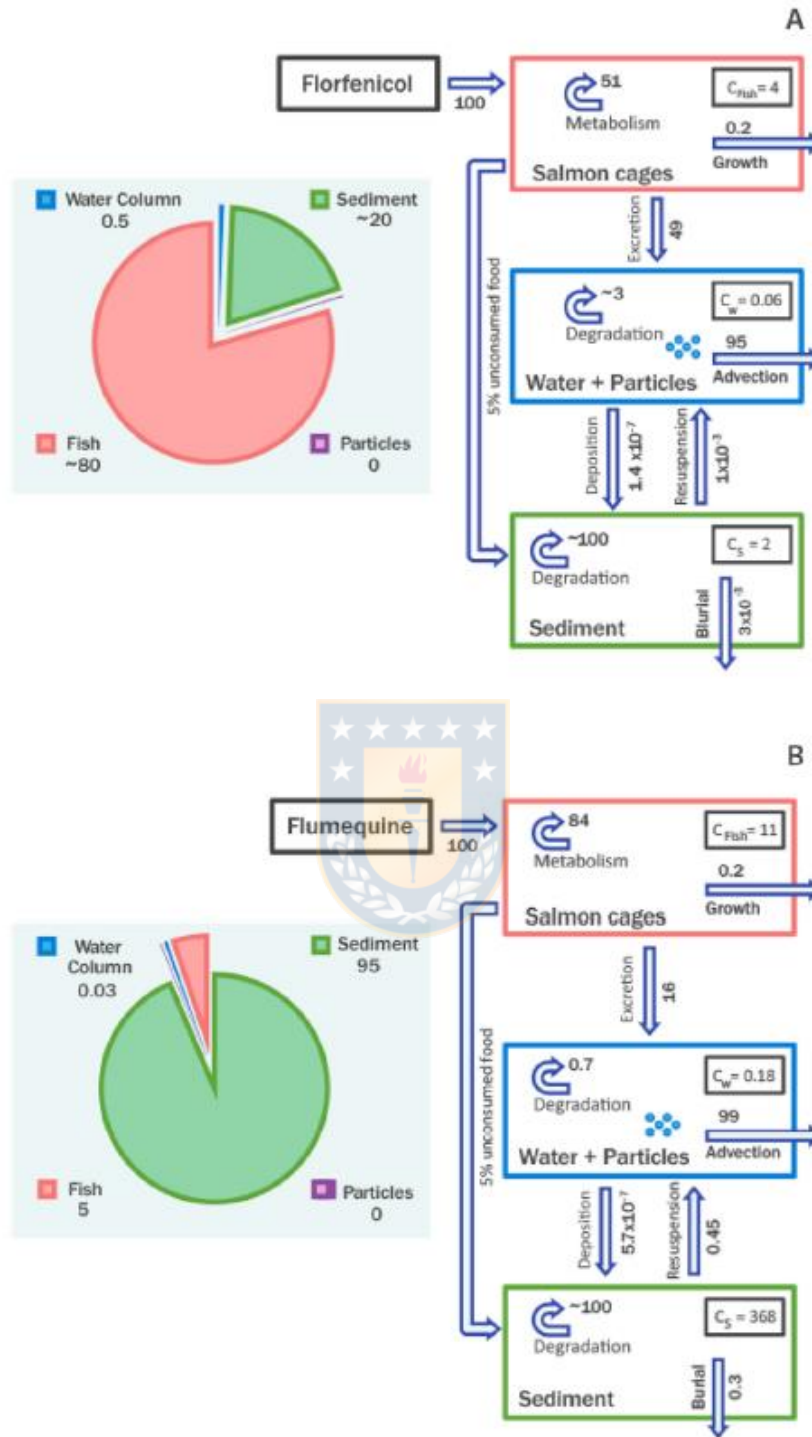 A
Florfenicol
100
51
Metabolism
C_Fish= 4
0.2
Growth
Salmon cages
Water Column
0.5
Sediment
~20
Fish
~80
Particles
0
5% unconsumed food
Excretion
49
~3
Degradation
C_w = 0.06
95
Advection
Water + Particles
Deposition
1.4 x10⁻⁷
Resuspension
1x10⁻³
~100
Degradation
C_S = 2
Sediment
Blurial
3x10⁻³
B
Flumequine
100
84
Metabolism
C_Fish= 11
0.2
Growth
Salmon cages
Water
Column
0.03
Sediment
95
Fish
5
Particles
0
5% unconsumed food
Excretion
16
0.7
Degradation
C_w= 0.18
99
Advection
Water + Particles
Deposition
5.7x10⁻⁷
Resuspension
0.45
~100
Degradation
C_S = 368
Sediment
Burial
0.3